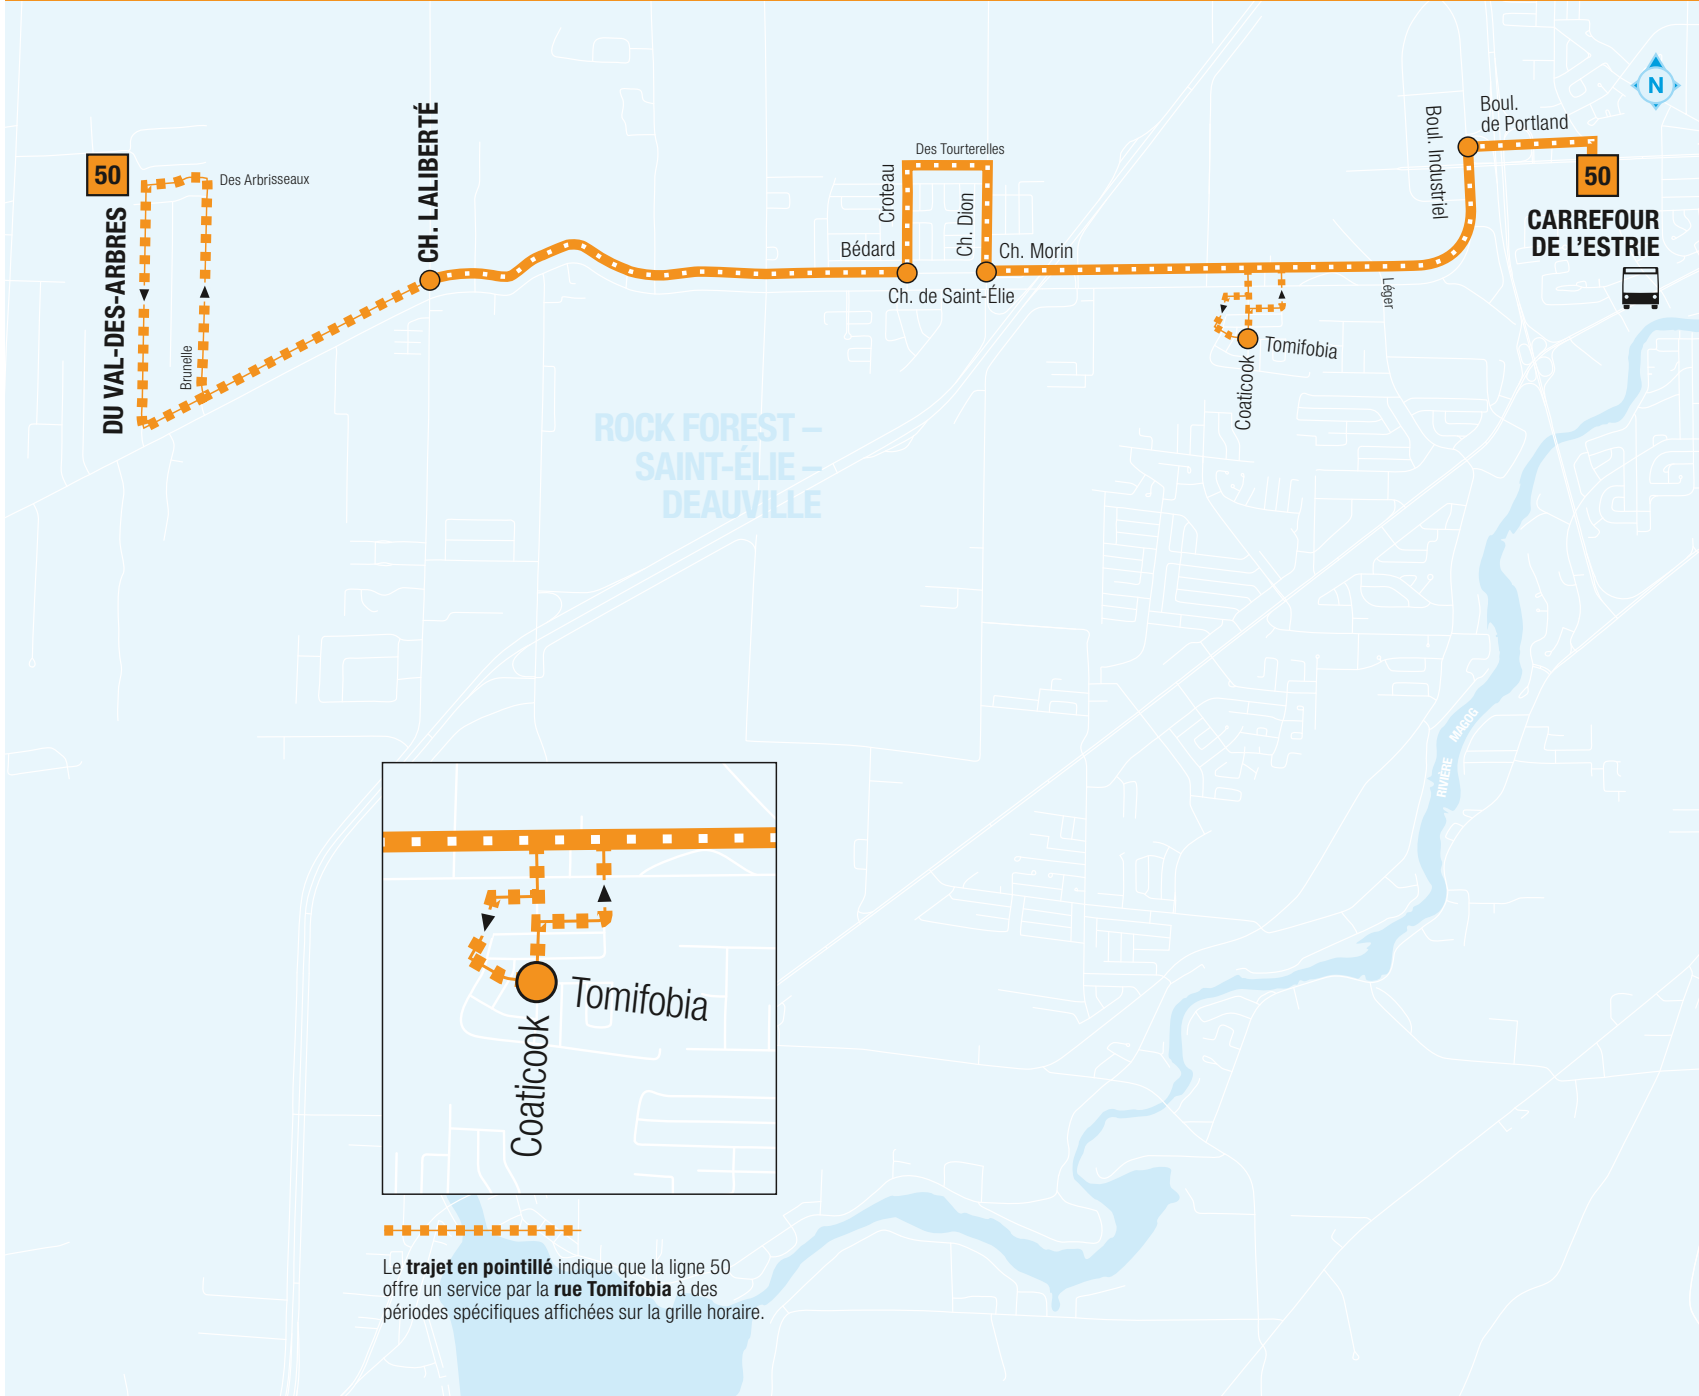 N
50
DU VAL-DES-ARBRES
Des Arbrisseaux
Brunelle
CH. LALIBERTÉ
Croteau
Des Tourterelles
Ch. Dion
Bédard
Ch. Morin
Ch. de Saint-Élie
Boul. Industriel
Boul.
de Portland
50
CARREFOUR
DE L'ESTRIE
Léger
Tomifobia
Coaticook
ROCK FOREST –
SAINT-ÉLIE –
DEAUVILLE
RIVIÈRE MAGOG
Tomifobia
Coaticook
Le trajet en pointillé indique que la ligne 50
offre un service par la rue Tomifobia à des
périodes spécifiques affichées sur la grille horaire.